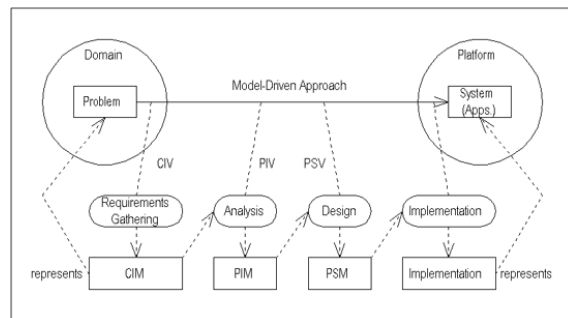 Domain
Platform
Model-Driven Approach
Problem
System
(Apps.)
CIV
PIV
PSV
Requirements
Gathering
Analysis
Design
Implementation
represents
CIM
PIM
PSM
Implementation
represents